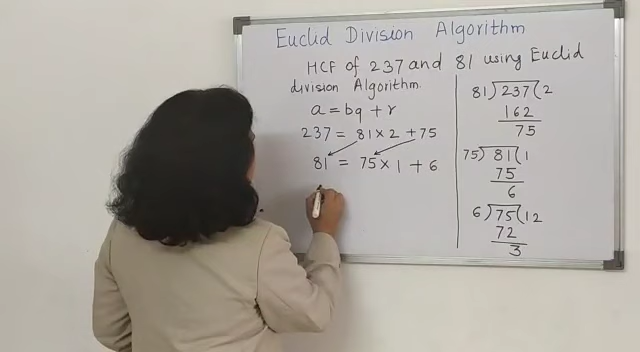 Euclid Division Algorithm
HCF of 237 and 81 using Euclid
division Algorithm.
a = bq + r
237 = 81 × 2 + 75
81 = 75 × 1 + 6
81) 237 (2
162
75
75) 81 (1
75
6
6) 75 (12
72
3